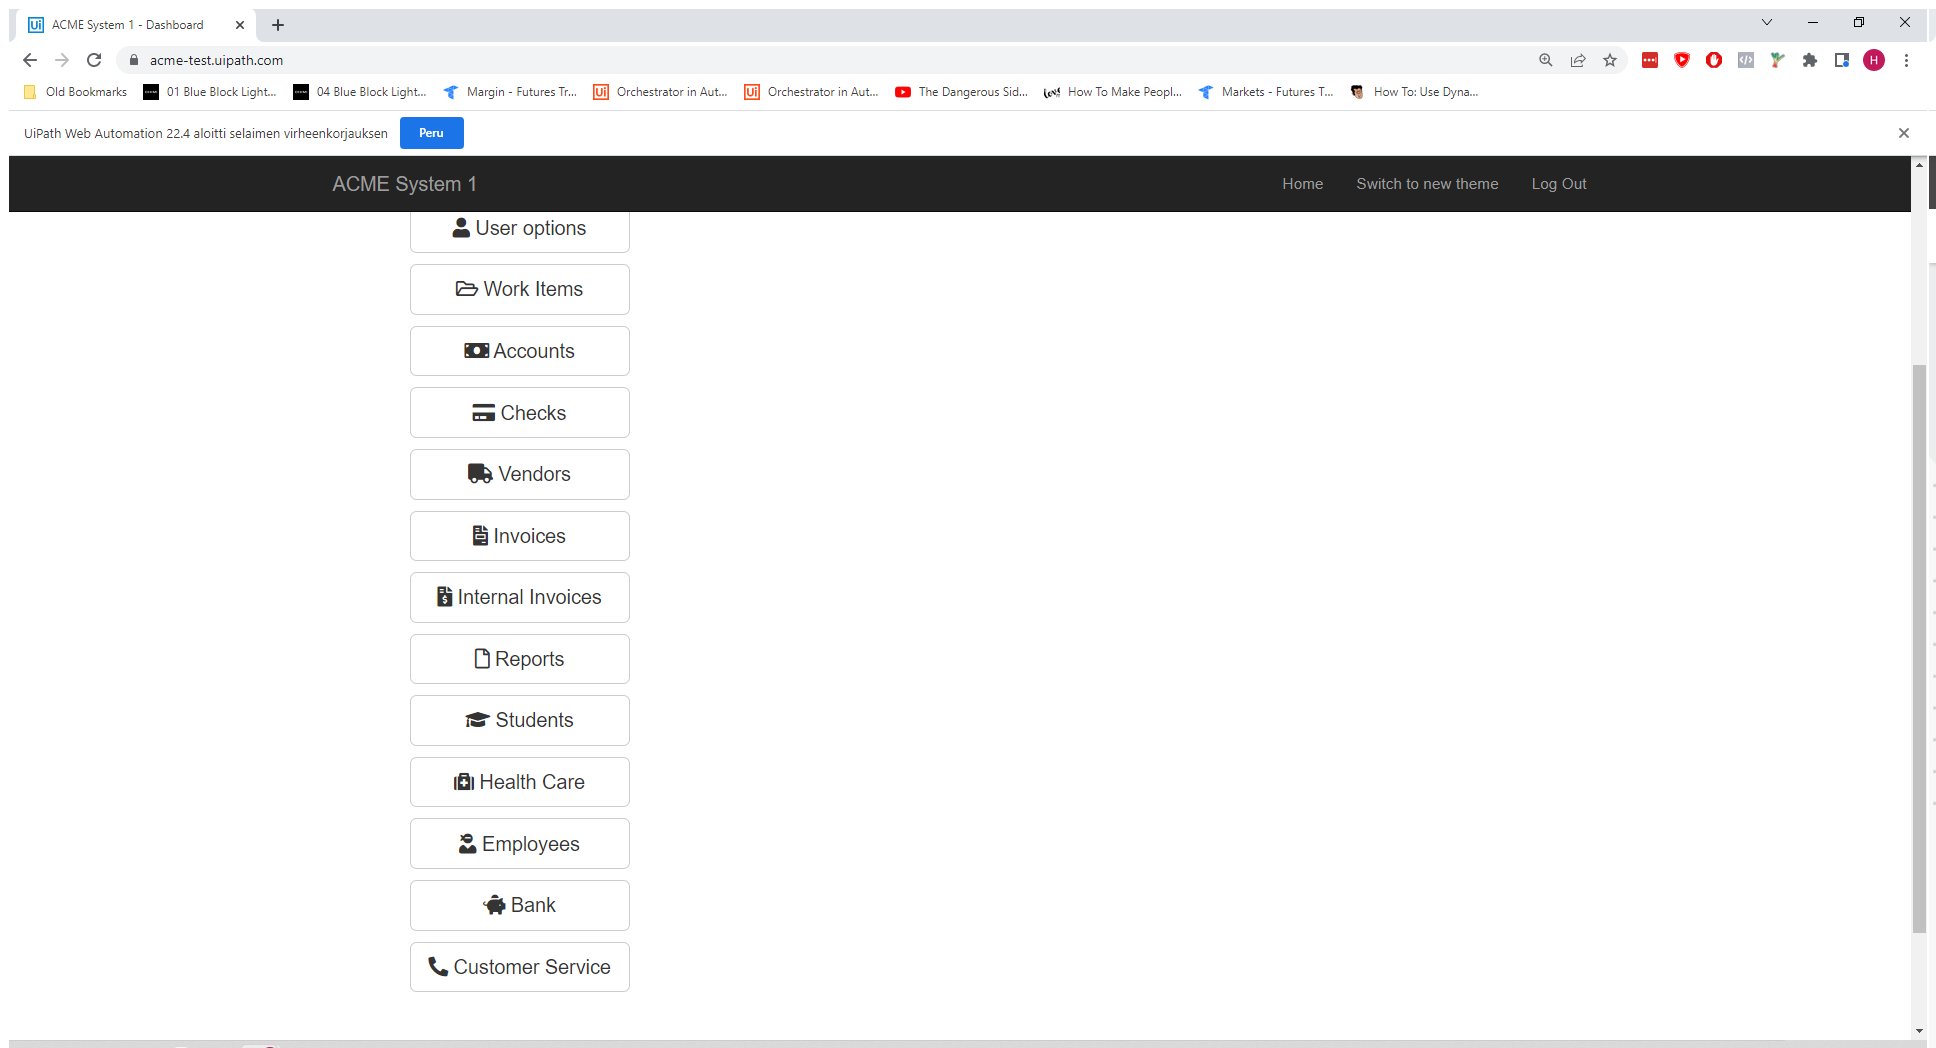 Ui ACME System 1 - Dashboard
acme-test.uipath.com
H
Old Bookmarks
01 Blue Block Light...
04 Blue Block Light...
Margin - Futures Tr...
Ui Orchestrator in Aut...
Ui Orchestrator in Aut...
The Dangerous Sid...
How To Make Peopl...
Markets - Futures T...
How To: Use Dyna...
UiPath Web Automation 22.4 aloitti selaimen virheenkorjauksen
Peru
ACME System 1
Home
Switch to new theme
Log Out
User options
Work Items
Accounts
Checks
Vendors
Invoices
Internal Invoices
Reports
Students
Health Care
Employees
Bank
Customer Service